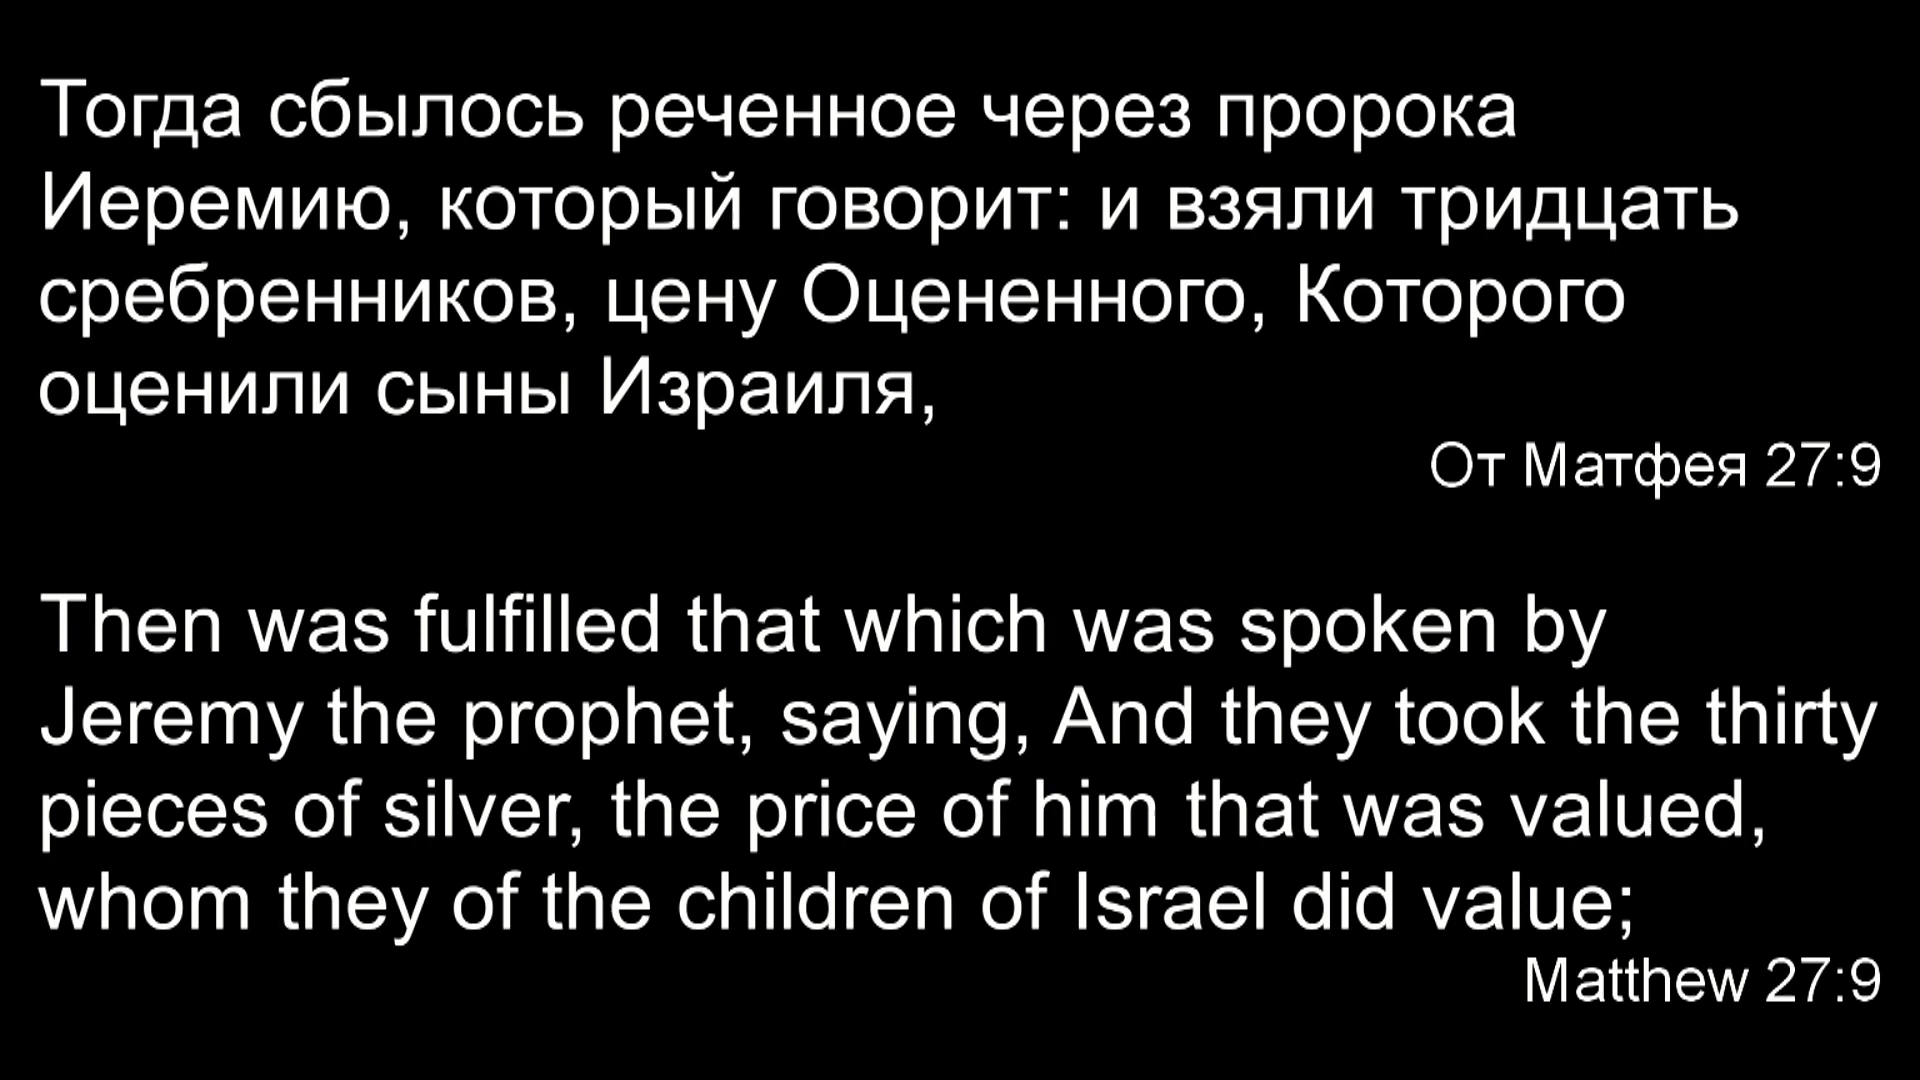 Тогда сбылось реченное через пророка
Иеремию, который говорит: и взяли тридцать
сребренников, цену Оцененного, Которого
оценили сыны Израиля,
От Матфея 27:9
Then was fulfilled that which was spoken by
Jeremy the prophet, saying, And they took the thirty
pieces of silver, the price of him that was valued,
whom they of the children of Israel did value;
Matthew 27:9